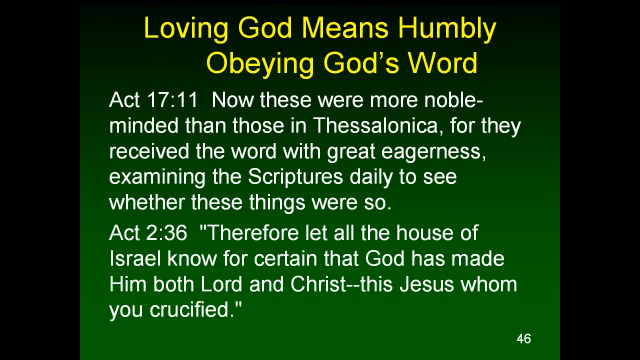 Loving God Means Humbly
Obeying God's Word
Act 17:11  Now these were more noble-
minded than those in Thessalonica, for they
received the word with great eagerness,
examining the Scriptures daily to see
whether these things were so.
Act 2:36  "Therefore let all the house of
Israel know for certain that God has made
Him both Lord and Christ--this Jesus whom
you crucified."
46